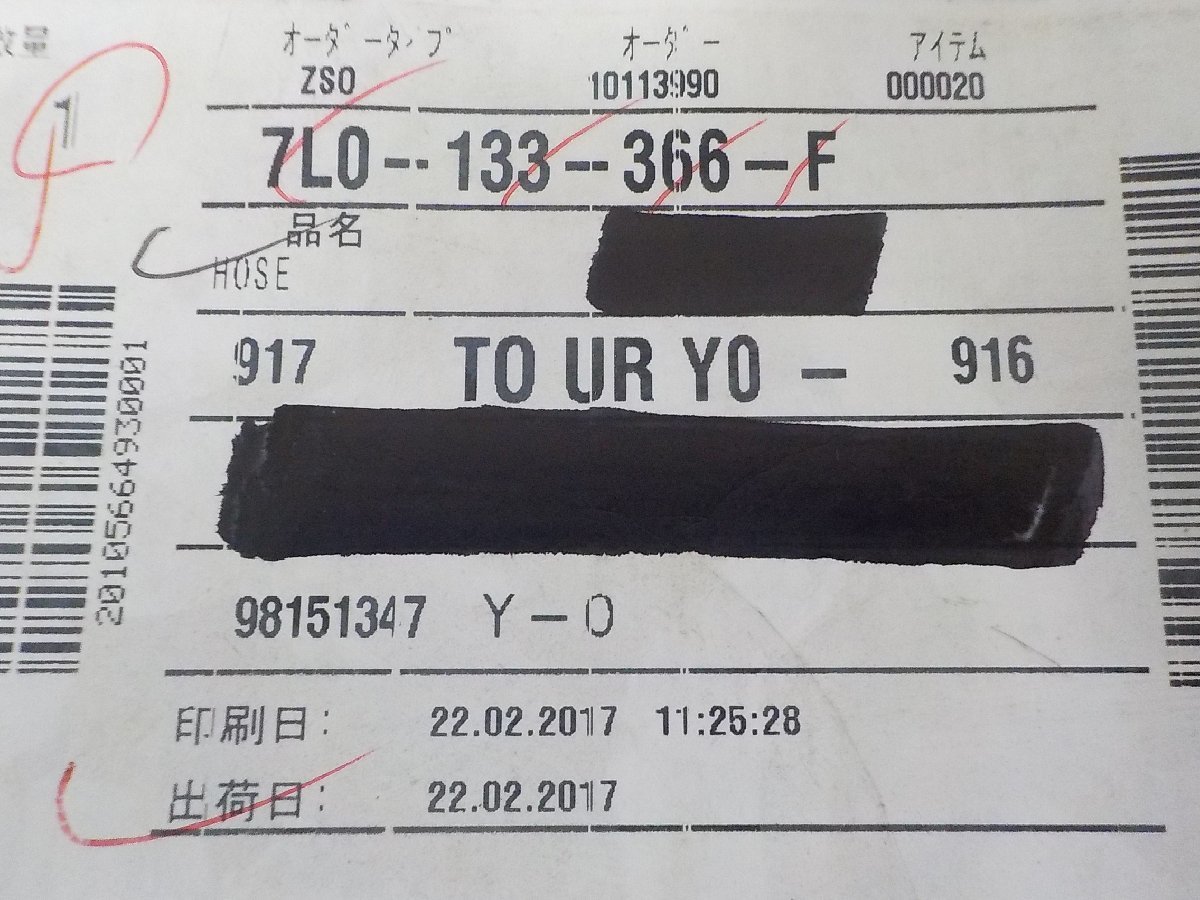 数量
1
オーダータイプ オーダー アイテム
ZSO 10113990 000020
7L0--133--366-F
品名
HOSE
917 TO UR YO - 916
98151347 Y-O
印刷日: 22.02.2017 11:25:28
出荷日: 22.02.2017
2010566493 0001